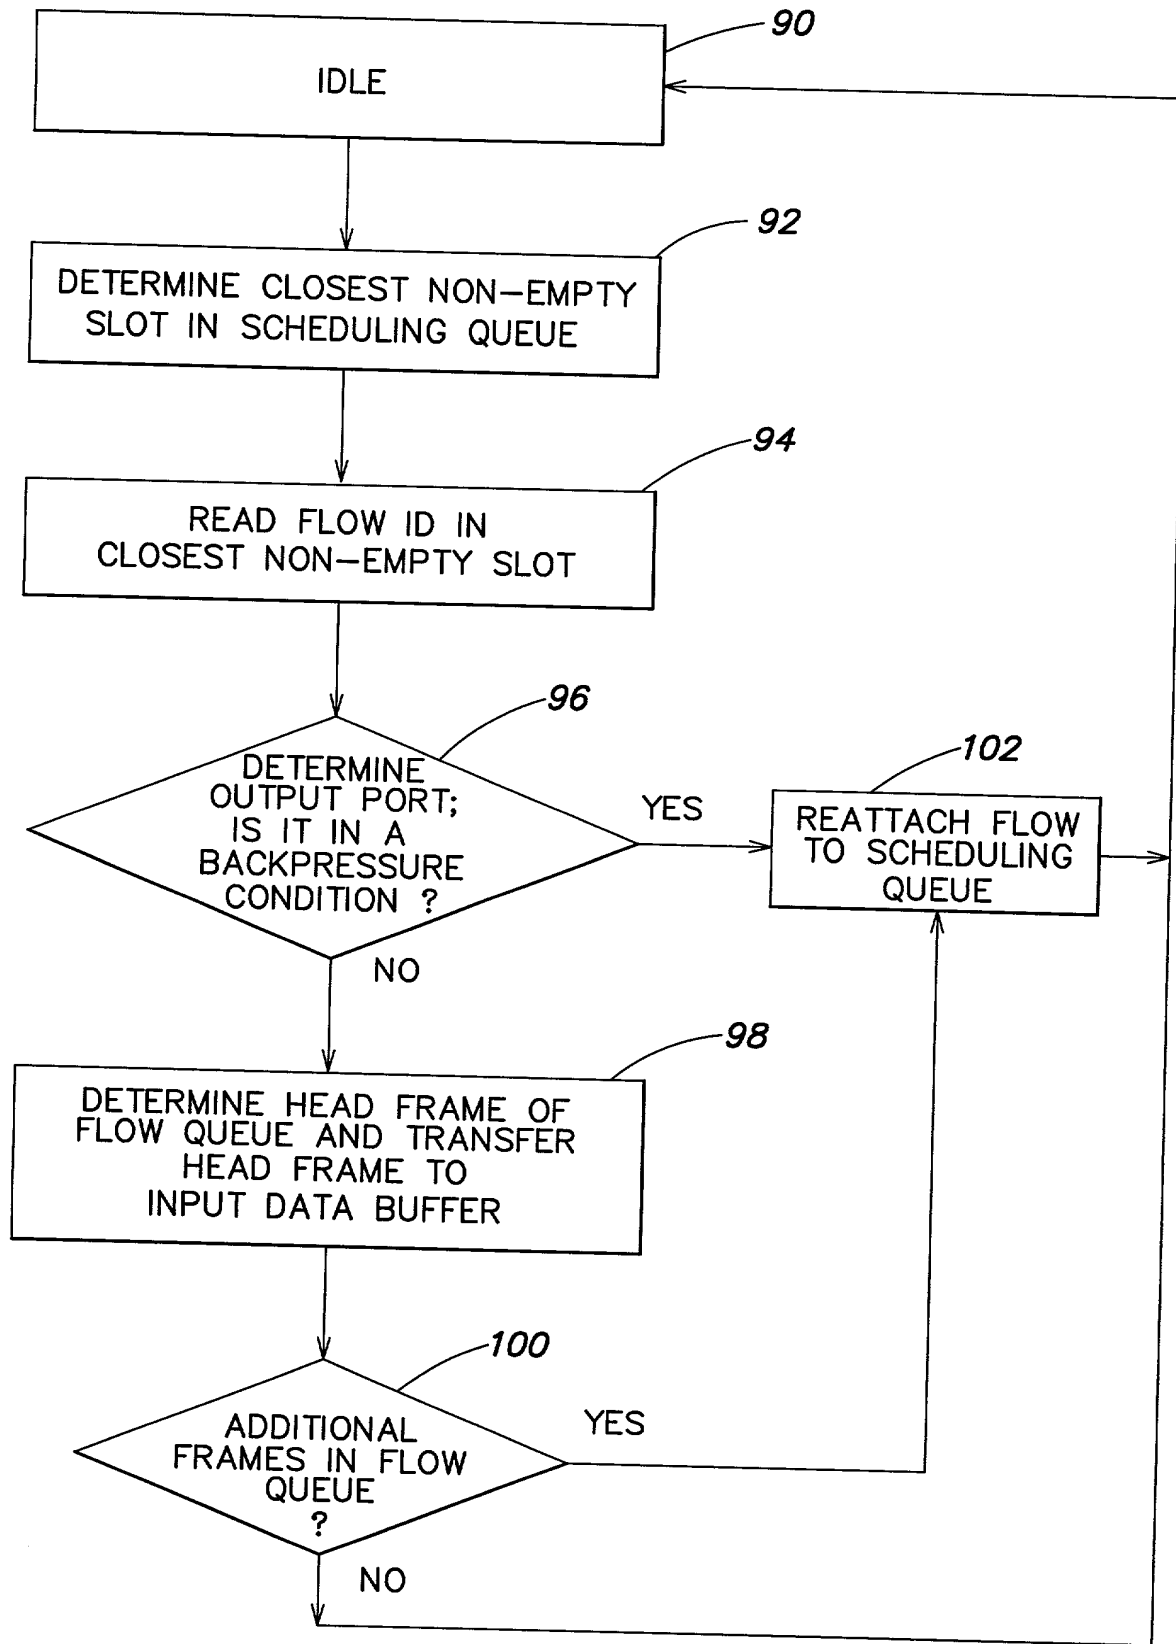 90
IDLE
92
DETERMINE CLOSEST NON-EMPTY
SLOT IN SCHEDULING QUEUE
94
READ FLOW ID IN
CLOSEST NON-EMPTY SLOT
96
DETERMINE
OUTPUT PORT;
IS IT IN A
BACKPRESSURE
CONDITION ?
YES
NO
102
REATTACH FLOW
TO SCHEDULING
QUEUE
98
DETERMINE HEAD FRAME OF
FLOW QUEUE AND TRANSFER
HEAD FRAME TO
INPUT DATA BUFFER
100
ADDITIONAL
FRAMES IN FLOW
QUEUE
?
YES
NO